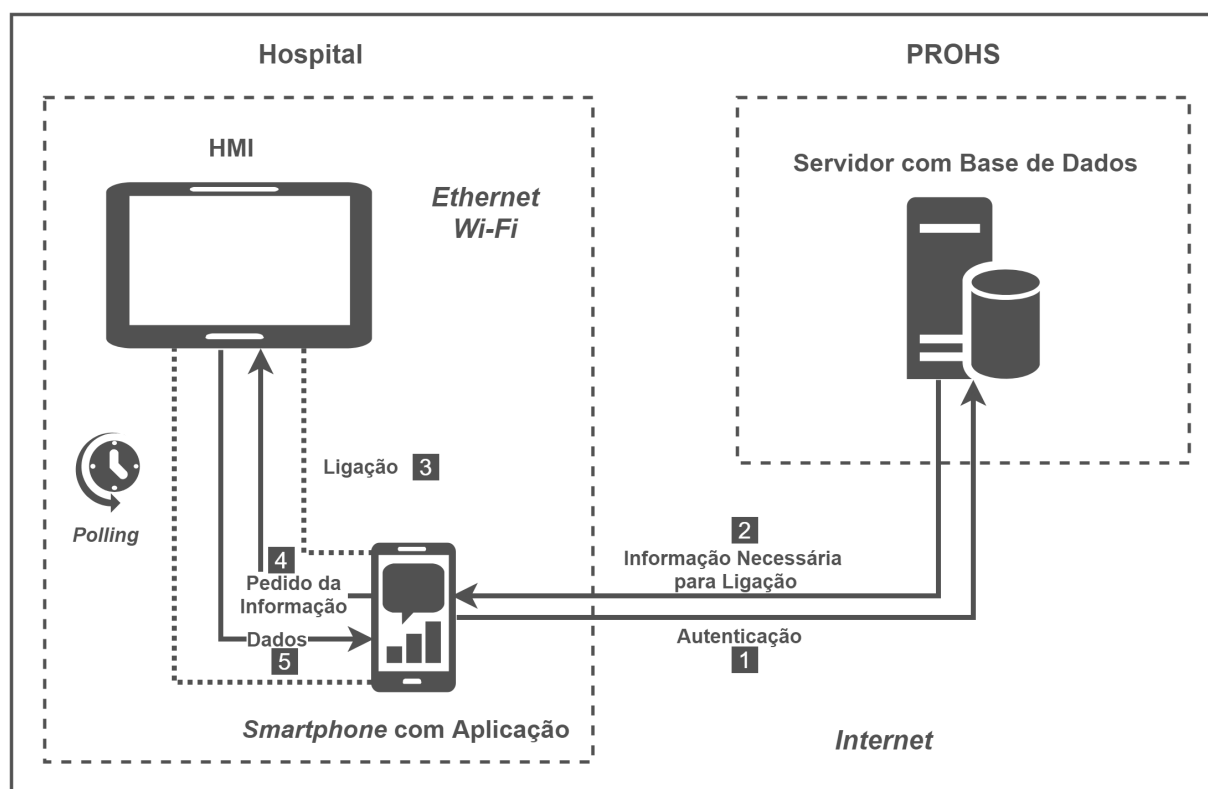 Hospital
PROHS
HMI
Servidor com Base de Dados
Ethernet
Wi-Fi
Ligação 3
Polling
4
Pedido da
Informação
Dados
5
2
Informação Necessária
para Ligação
Autenticação
1
Smartphone com Aplicação
Internet